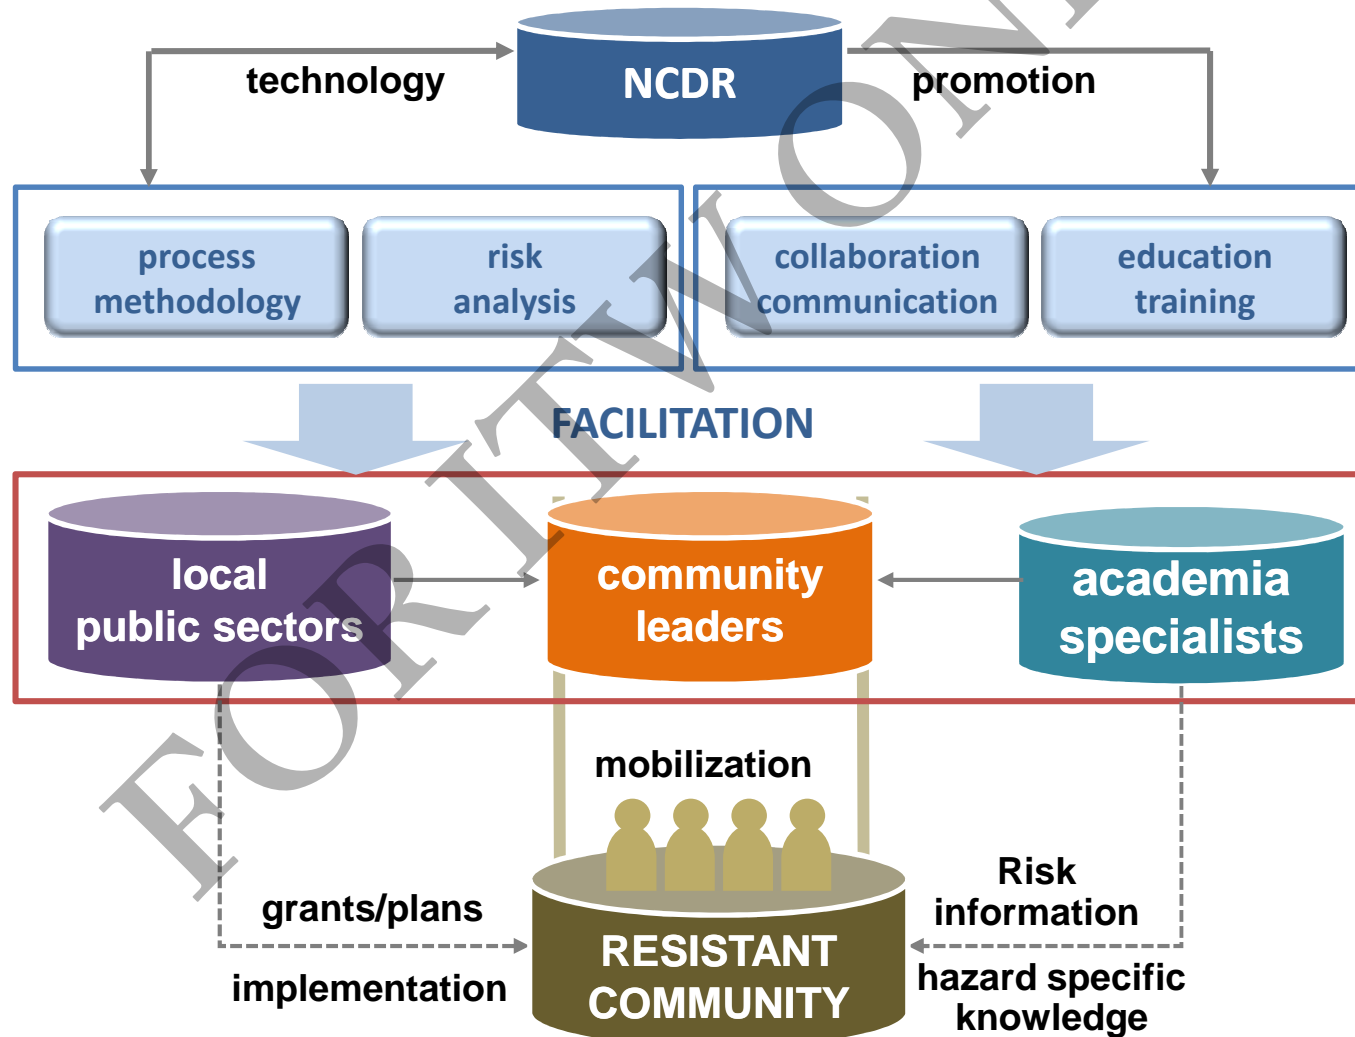 NCDR
technology
promotion
process
methodology
risk
analysis
collaboration
communication
education
training
FACILITATION
local
public sectors
community
leaders
academia
specialists
mobilization
grants/plans
implementation
RESISTANT
COMMUNITY
Risk
information
hazard specific
knowledge
FOR ITW ON